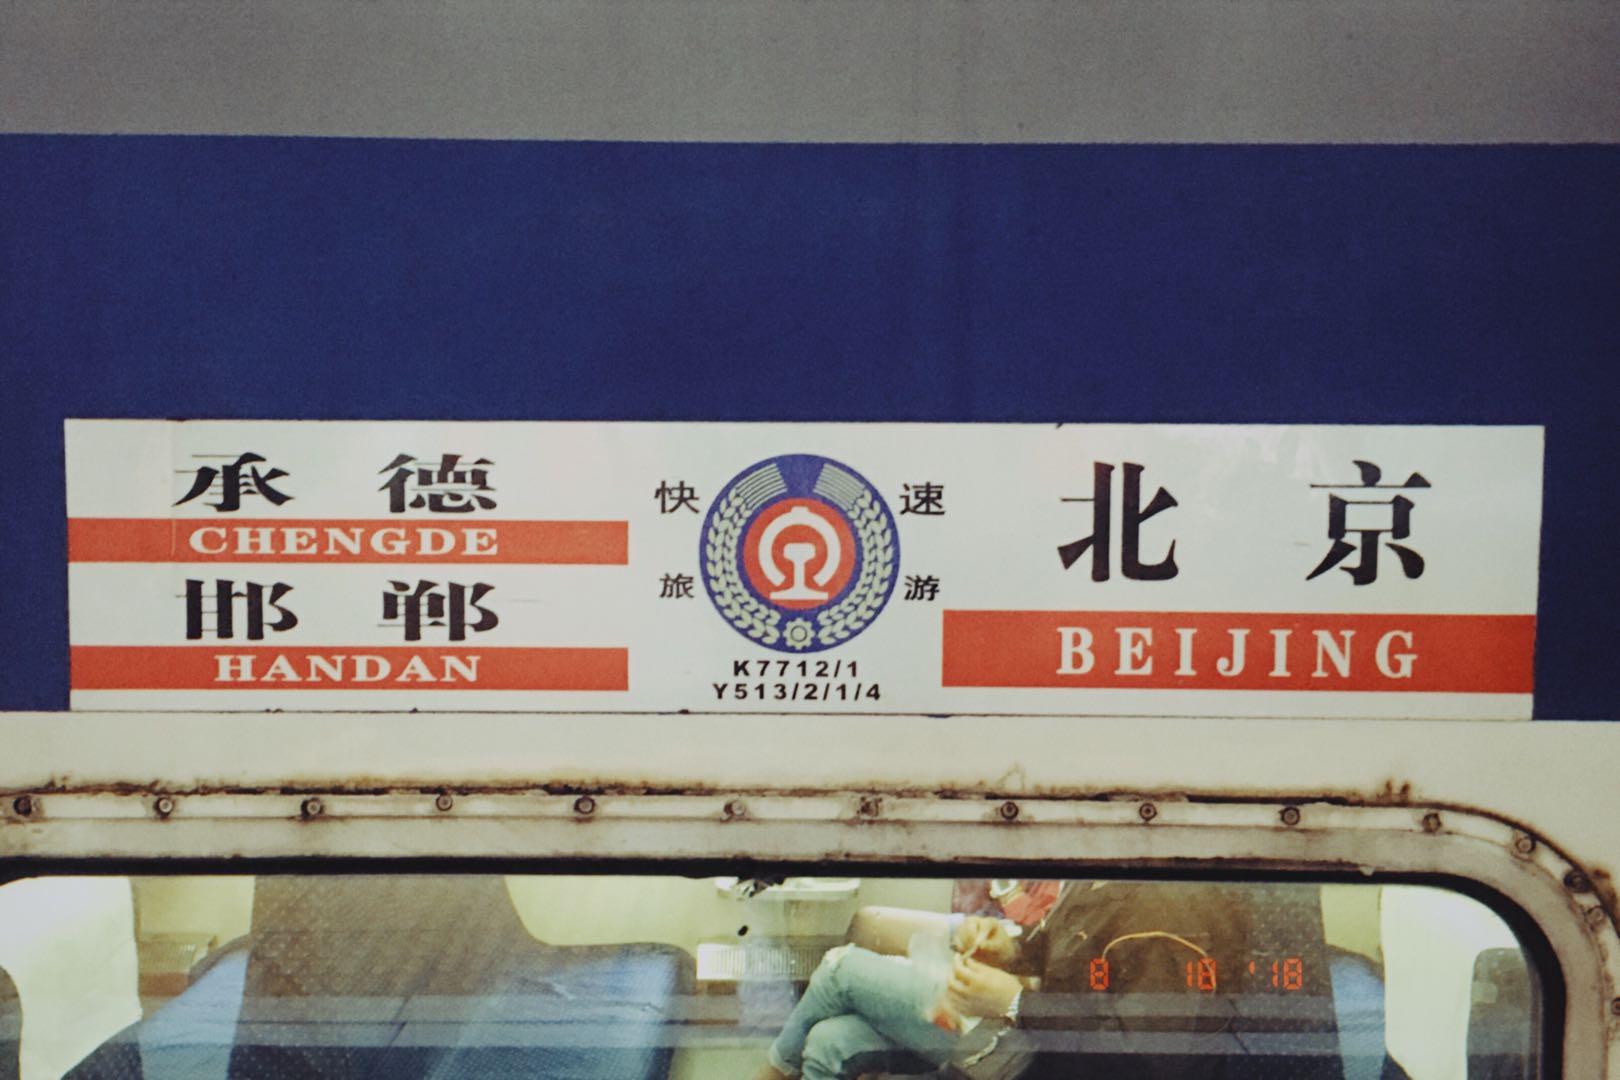 承德
CHENGDE
邯郸
HANDAN
快速
旅游
K7712/1
Y513/2/1/4
北京
BEIJING
8 18 '18